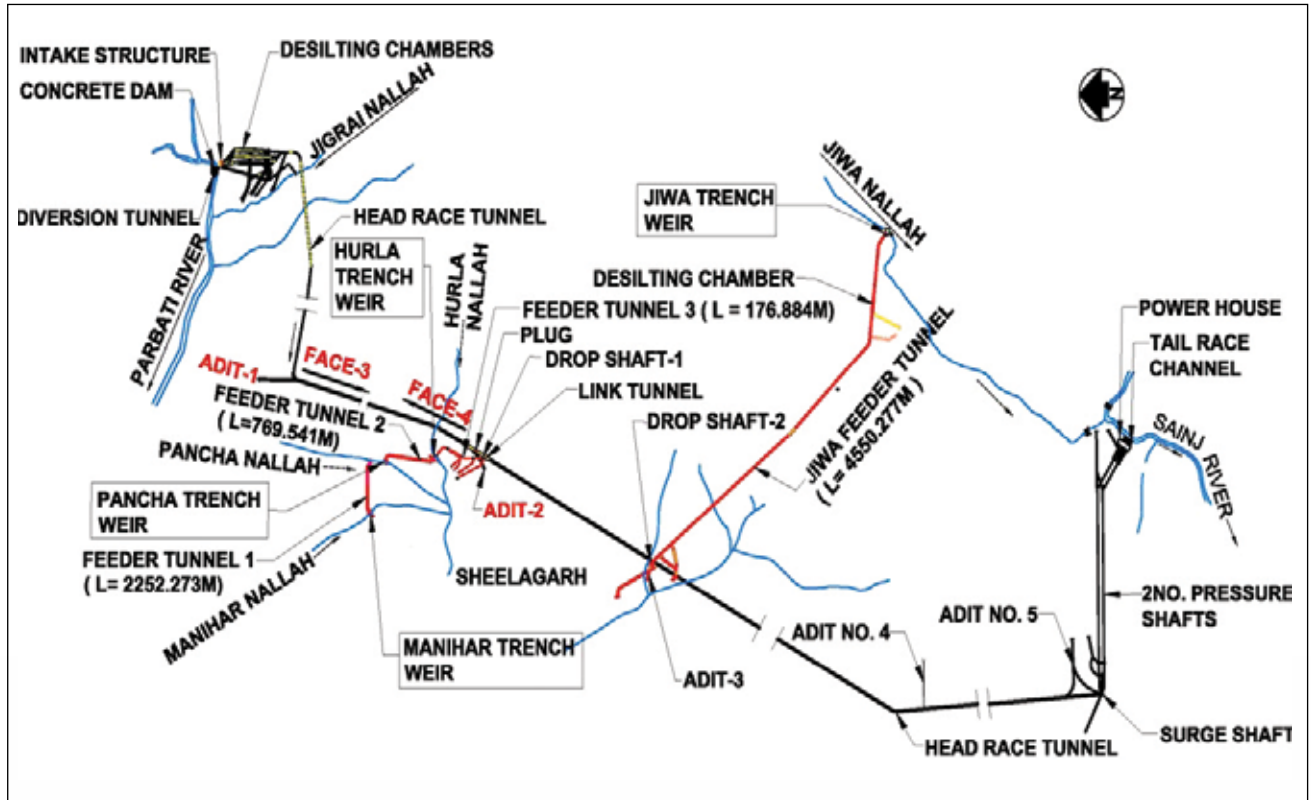 INTAKE STRUCTURE
DESILTING CHAMBERS
CONCRETE DAM
JIGRAI NALLAH
N
DIVERSION TUNNEL
HEAD RACE TUNNEL
PARBATI RIVER
HURLA
TRENCH
WEIR
HURLA
NALLAH
JIWA NALLAH
JIWA TRENCH
WEIR
DESILTING CHAMBER
FEEDER TUNNEL 3 ( L = 176.884M)
PLUG
DROP SHAFT-1
LINK TUNNEL
POWER HOUSE
TAIL RACE
CHANNEL
ADIT-1
FACE-3
FACE-4
FEEDER TUNNEL 2
( L=769.541M)
DROP SHAFT-2
JIWA FEEDER TUNNEL
( L= 4550.277M )
SAINJ
RIVER
PANCHA NALLAH
PANCHA TRENCH
WEIR
ADIT-2
FEEDER TUNNEL 1
( L= 2252.273M)
MANIHAR NALLAH
SHEELAGARH
2NO. PRESSURE
SHAFTS
MANIHAR TRENCH
WEIR
ADIT NO. 4
ADIT NO. 5
ADIT-3
HEAD RACE TUNNEL
SURGE SHAFT